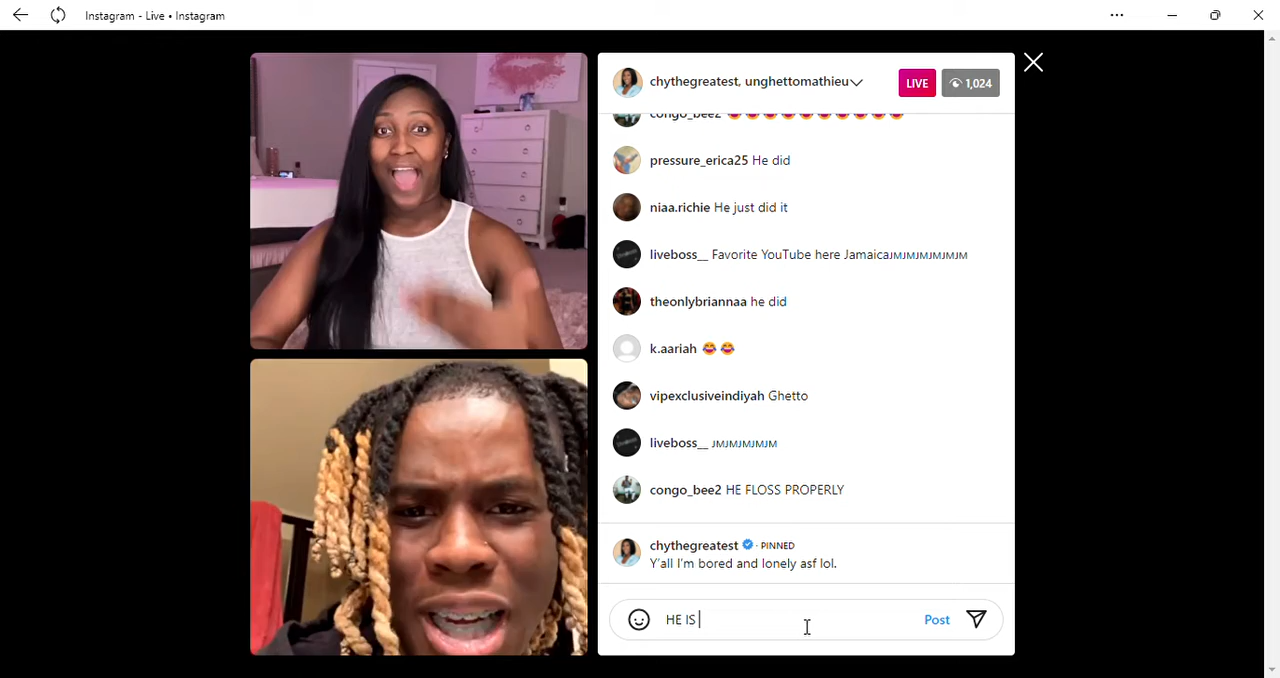 Instagram - Live • Instagram
chythegreatest, unghettomathieu
LIVE
1,024
congo_bee2 😂😂😂😂😂😂😂😂😂😂
pressure_erica25 He did
niaa.richie He just did it
liveboss__ Favorite YouTube here JamaicaJMJMJMJMJMJM
theonlybriannaa he did
k.aariah 😂 😂
vipexclusiveindiyah Ghetto
liveboss__ JMJMJMJMJM
congo_bee2 HE FLOSS PROPERLY
chythegreatest · PINNED
Y'all I'm bored and lonely asf lol.
HE IS
Post